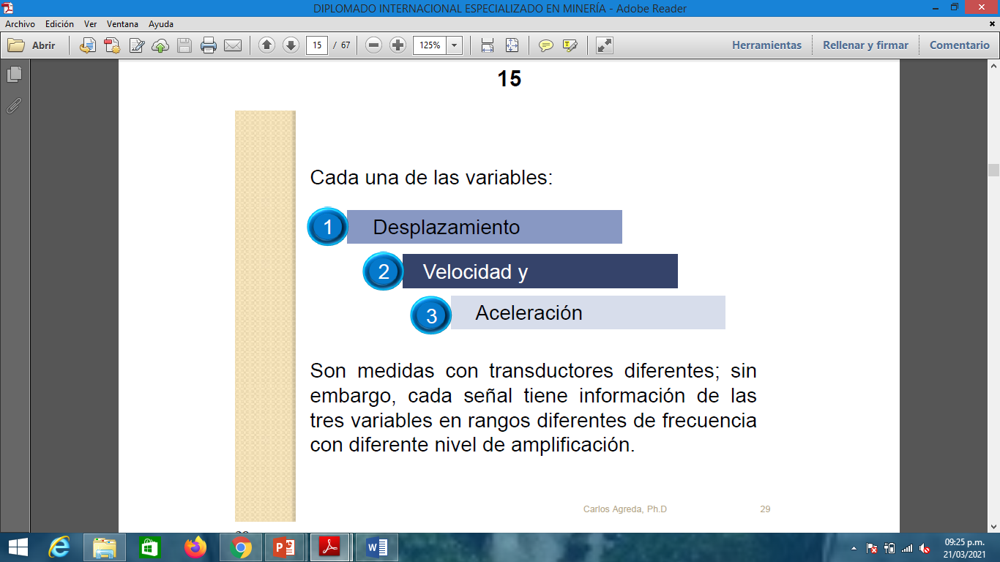 DIPLOMADO INTERNACIONAL ESPECIALIZADO EN MINERÍA - Adobe Reader
Archivo Edición Ver Ventana Ayuda
Abrir 15 / 67 125% Herramientas Rellenar y firmar Comentario
15
Cada una de las variables:
1 Desplazamiento
2 Velocidad y
3 Aceleración
Son medidas con transductores diferentes; sin
embargo, cada señal tiene información de las
tres variables en rangos diferentes de frecuencia
con diferente nivel de amplificación.
Carlos Agreda, Ph.D 29
09:25 p.m.
21/03/2021